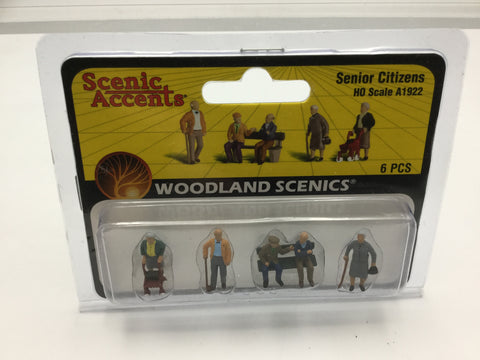 Scenic
Accents®
Senior Citizens
HO Scale A1922
6 PCS
WOODLAND SCENICS®